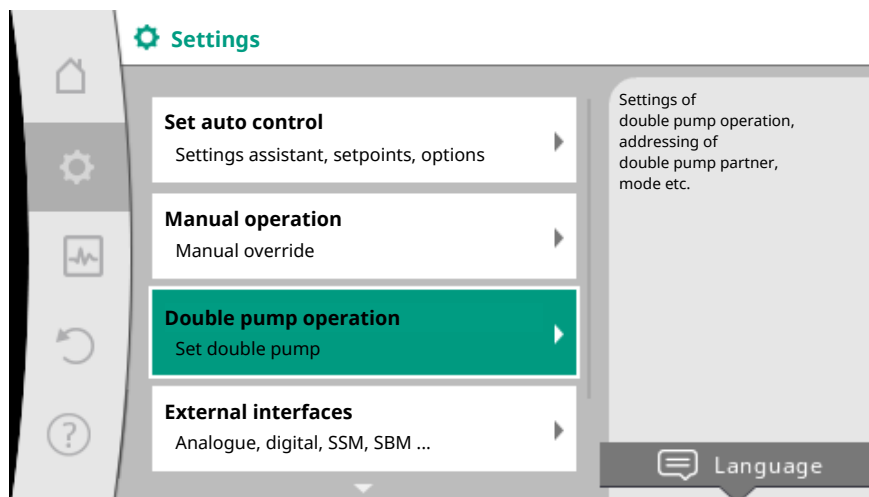 Settings
Set auto control
Settings assistant, setpoints, options
Manual operation
Manual override
Double pump operation
Set double pump
External interfaces
Analogue, digital, SSM, SBM ...
Settings of
double pump operation,
addressing of
double pump partner,
mode etc.
Language